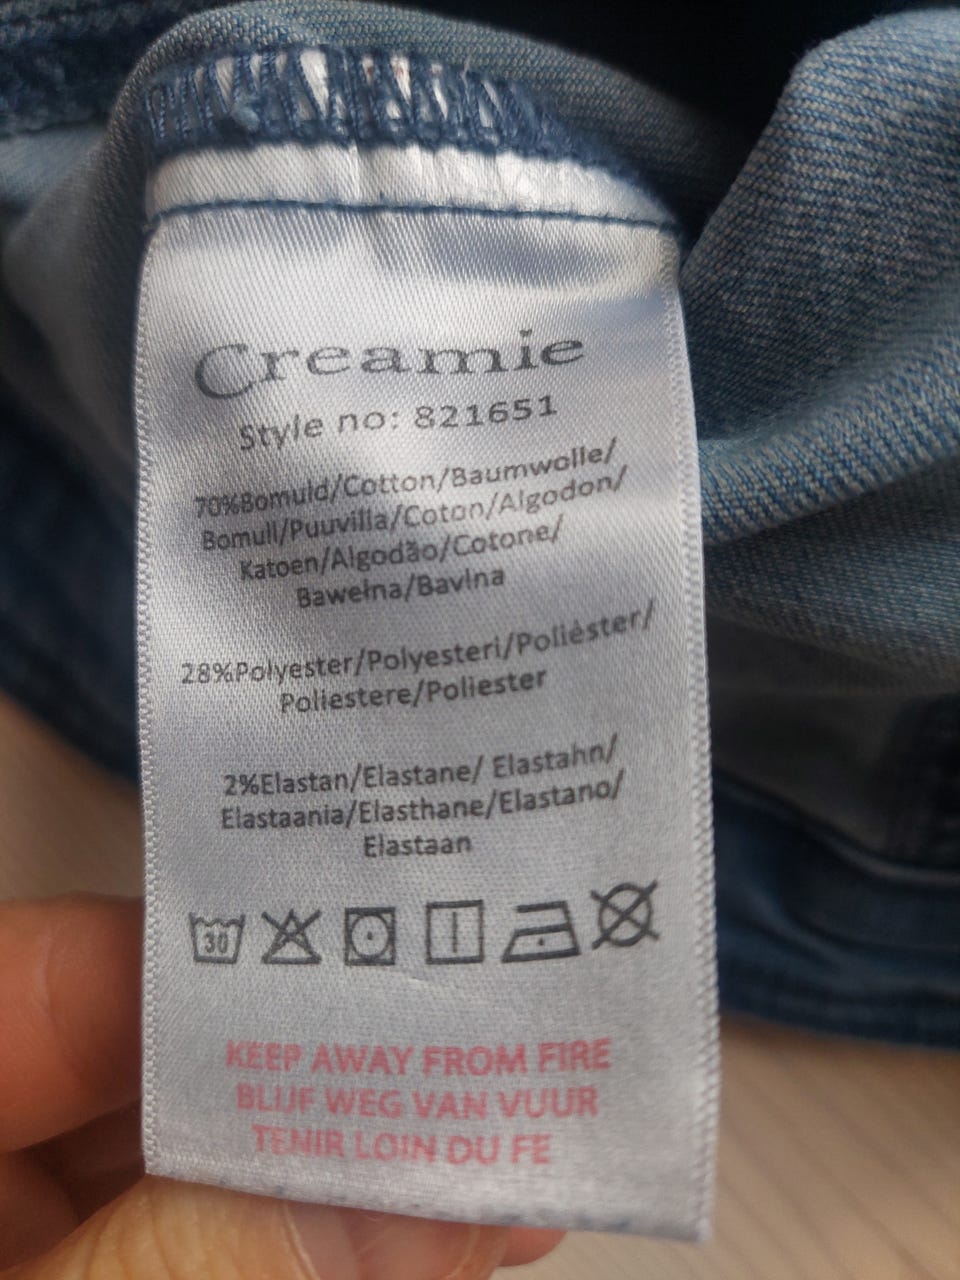 Creamie
Style no: 821651
70%Bomuld/Cotton/Baumwolle/
Bomull/Puuvilla/Coton/Algodon/
Katoen/Algodão/Cotone/
Bawełna/Bavlna
28%Polyester/Polyesteri/Polièster/
Poliestere/Poliester
2%Elastan/Elastane/ Elastahn/
Elastaania/Elasthane/Elastano/
Elastaan
30
KEEP AWAY FROM FIRE
BLIJF WEG VAN VUUR
TENIR LOIN DU FE